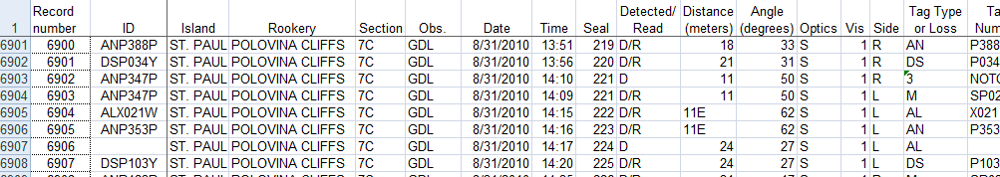 Record Detected/ Distance Angle Tag Type Ta
1 number ID Island Rookery Section Obs. Date Time Seal Read (meters) (degrees) Optics Vis Side or Loss Num
6901 6900 ANP388P ST. PAUL POLOVINA CLIFFS 7C GDL 8/31/2010 13:51 219 D/R 18 33 S 1 R AN P388
6902 6901 DSP034Y ST. PAUL POLOVINA CLIFFS 7C GDL 8/31/2010 13:56 220 D/R 21 31 S 1 R DS P034
6903 6902 ANP347P ST. PAUL POLOVINA CLIFFS 7C GDL 8/31/2010 14:10 221 D 11 50 S 1 R 3 NOTC
6904 6903 ANP347P ST. PAUL POLOVINA CLIFFS 7C GDL 8/31/2010 14:09 221 D/R 11 50 S 1 L M SP02
6905 6904 ALX021W ST. PAUL POLOVINA CLIFFS 7C GDL 8/31/2010 14:15 222 D/R 11E 62 S 1 L AL X021
6906 6905 ANP353P ST. PAUL POLOVINA CLIFFS 7C GDL 8/31/2010 14:16 223 D/R 11E 62 S 1 L AN P353
6907 6906 ST. PAUL POLOVINA CLIFFS 7C GDL 8/31/2010 14:17 224 D 24 27 S 1 L AL
6908 6907 DSP103Y ST. PAUL POLOVINA CLIFFS 7C GDL 8/31/2010 14:20 225 D/R 24 27 S 1 L DS P103